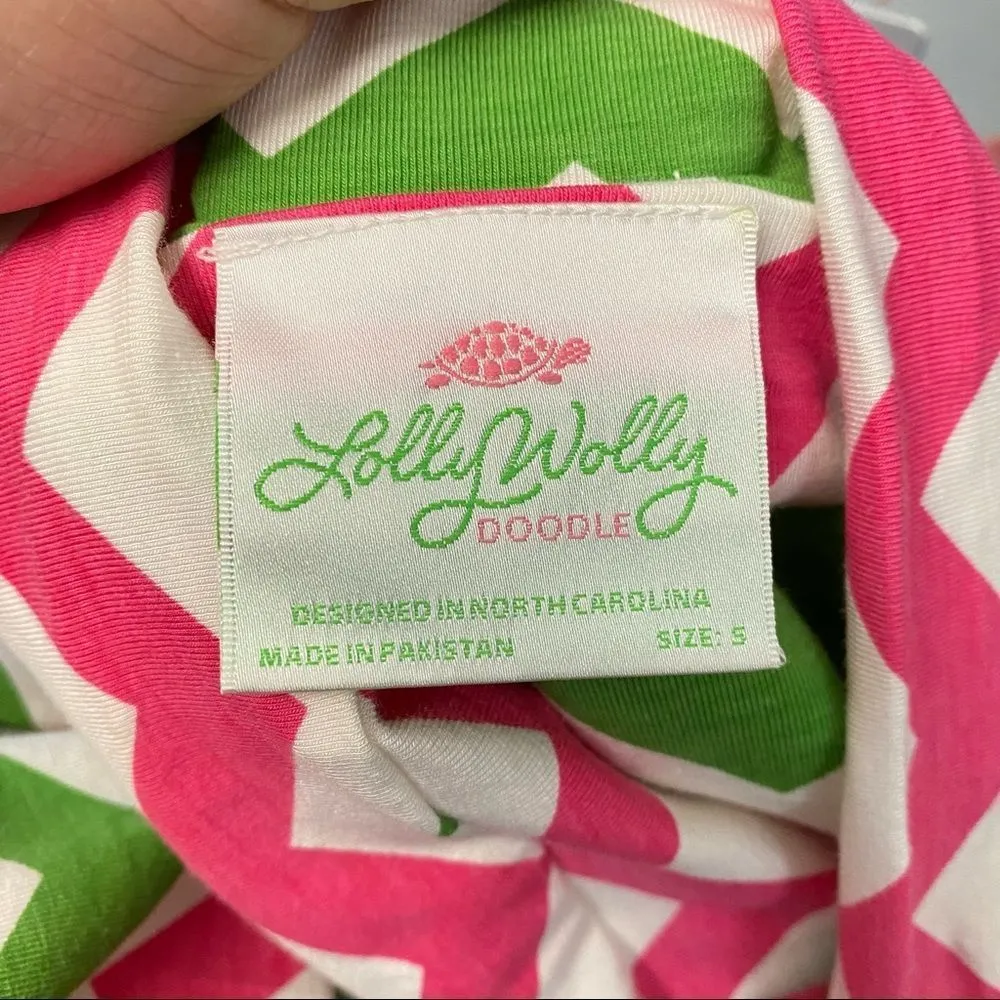 Lolly Wolly
DOODLE
DESIGNED IN NORTH CAROLINA
MADE IN PAKISTAN SIZE: S